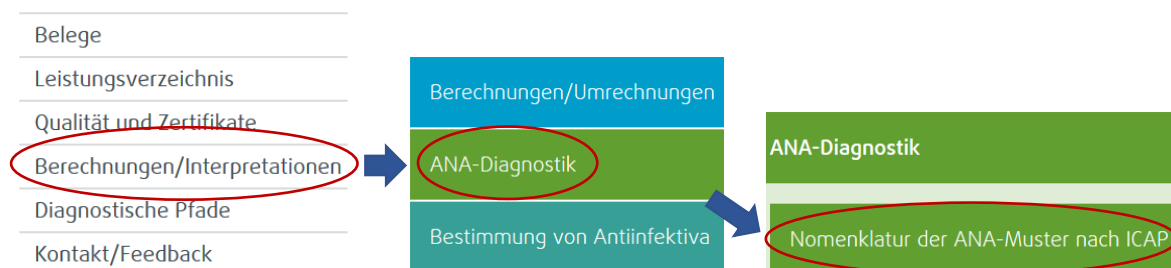 Belege
Leistungsverzeichnis
Qualität und Zertifikate
Berechnungen/Interpretationen
Diagnostische Pfade
Kontakt/Feedback
Berechnungen/Umrechnungen
ANA-Diagnostik
Bestimmung von Antiinfektiva
ANA-Diagnostik
Nomenklatur der ANA-Muster nach ICAP